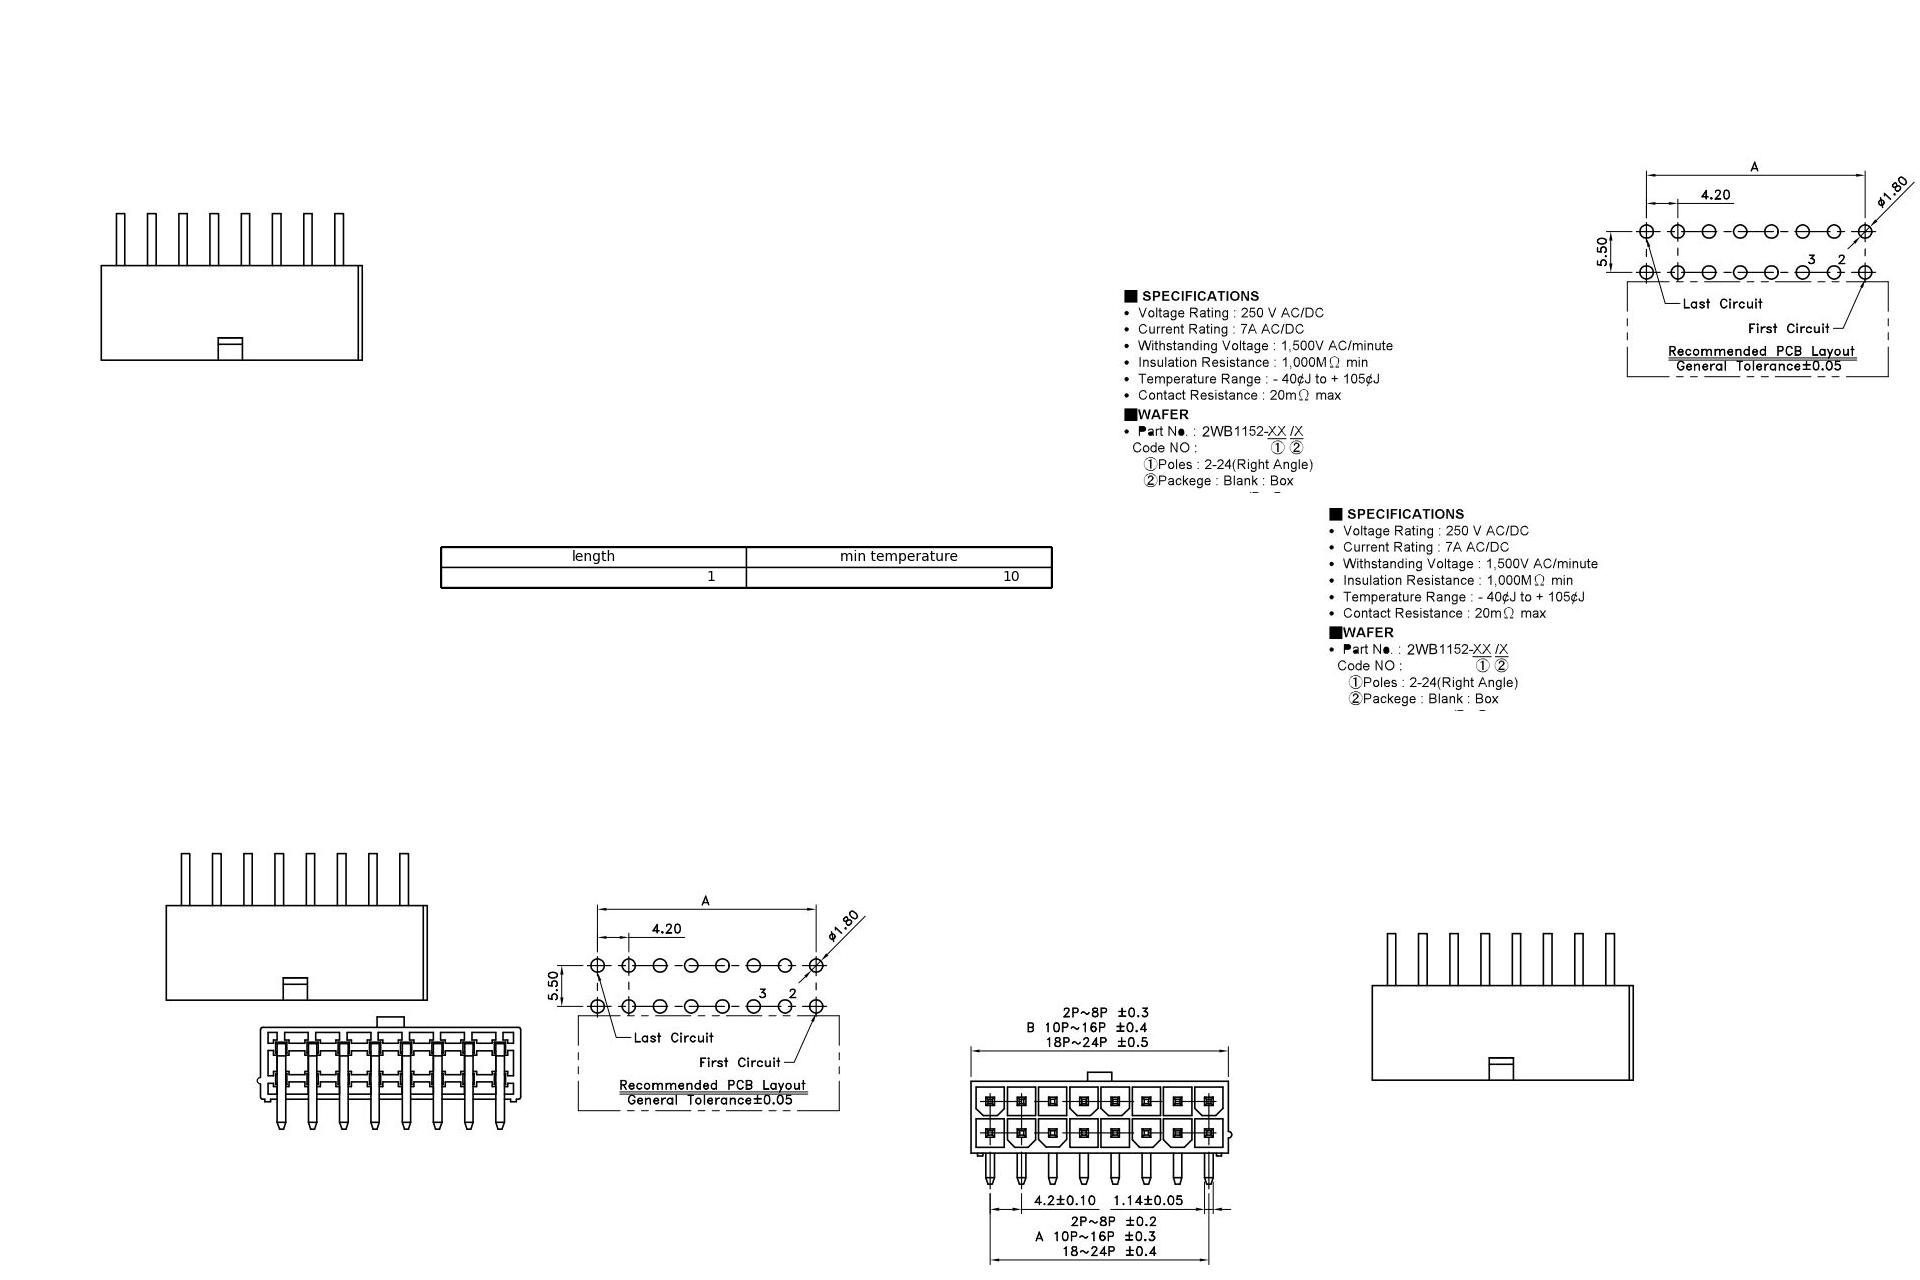 A
4.20
ø1.80
5.50
3 2
Last Circuit
First Circuit
Recommended PCB Layout
General Tolerance±0.05
■ SPECIFICATIONS
• Voltage Rating : 250 V AC/DC
• Current Rating : 7A AC/DC
• Withstanding Voltage : 1,500V AC/minute
• Insulation Resistance : 1,000MΩ min
• Temperature Range : - 40¢J to + 105¢J
• Contact Resistance : 20mΩ max
■WAFER
• Part No. : 2WB1152-XX /X
Code NO : ① ②
①Poles : 2-24(Right Angle)
②Packege : Blank : Box
■ SPECIFICATIONS
• Voltage Rating : 250 V AC/DC
• Current Rating : 7A AC/DC
• Withstanding Voltage : 1,500V AC/minute
• Insulation Resistance : 1,000MΩ min
• Temperature Range : - 40¢J to + 105¢J
• Contact Resistance : 20mΩ max
■WAFER
• Part No. : 2WB1152-XX /X
Code NO : ① ②
①Poles : 2-24(Right Angle)
②Packege : Blank : Box
length min temperature
1 10
A
4.20
ø1.80
5.50
3 2
Last Circuit
First Circuit
Recommended PCB Layout
General Tolerance±0.05
2P~8P ±0.3
B 10P~16P ±0.4
18P~24P ±0.5
4.2±0.10 1.14±0.05
2P~8P ±0.2
A 10P~16P ±0.3
18~24P ±0.4